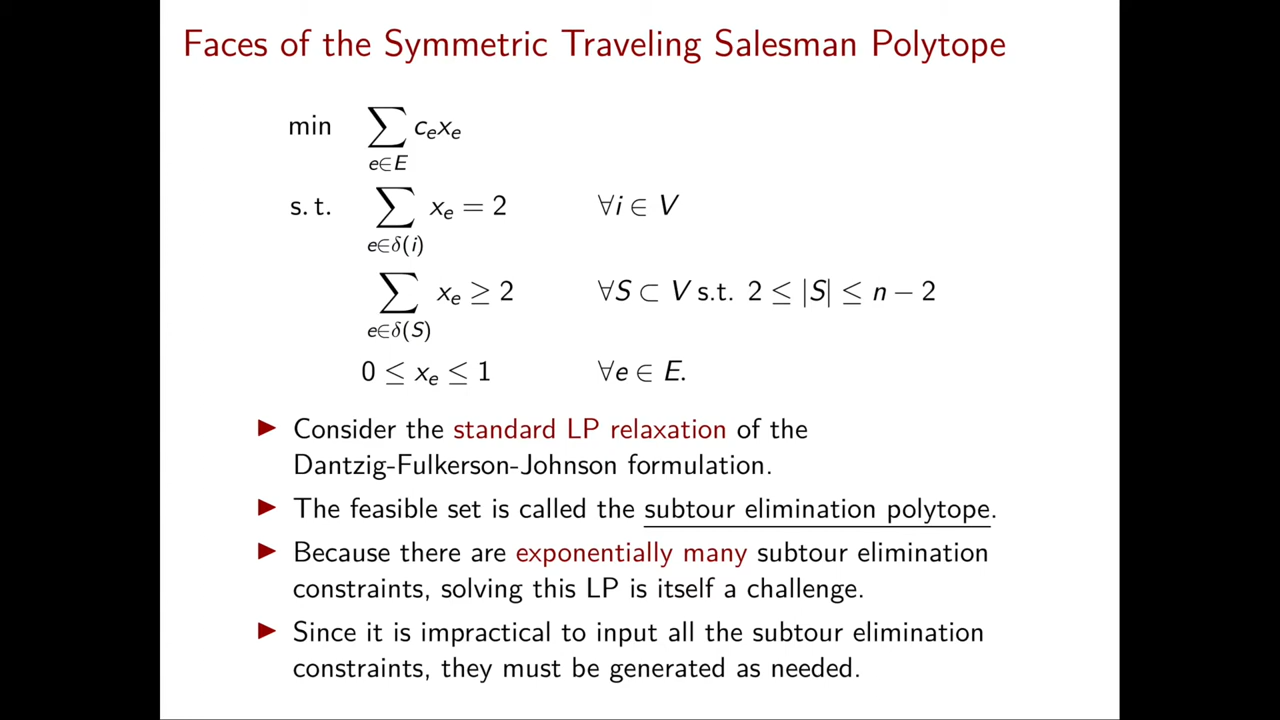 Faces of the Symmetric Traveling Salesman Polytope
min ∑_{e∈E} c_e x_e
s. t. ∑_{e∈δ(i)} x_e = 2 ∀i ∈ V
∑_{e∈δ(S)} x_e ≥ 2 ∀S ⊂ V s.t. 2 ≤ |S| ≤ n − 2
0 ≤ x_e ≤ 1 ∀e ∈ E.
▶ Consider the standard LP relaxation of the
Dantzig-Fulkerson-Johnson formulation.
▶ The feasible set is called the subtour elimination polytope.
▶ Because there are exponentially many subtour elimination
constraints, solving this LP is itself a challenge.
▶ Since it is impractical to input all the subtour elimination
constraints, they must be generated as needed.